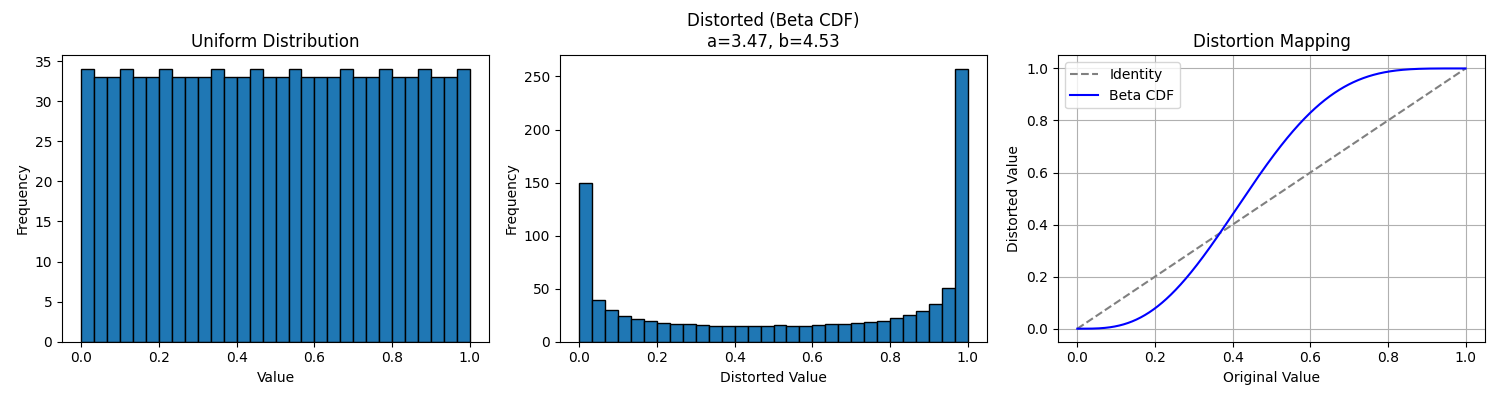 Uniform Distribution
Frequency
35
30
25
20
15
10
5
0
0.0 0.2 0.4 0.6 0.8 1.0
Value
Distorted (Beta CDF)
a=3.47, b=4.53
Frequency
250
200
150
100
50
0
0.0 0.2 0.4 0.6 0.8 1.0
Distorted Value
Distortion Mapping
Identity
Beta CDF
Distorted Value
1.0
0.8
0.6
0.4
0.2
0.0
0.0 0.2 0.4 0.6 0.8 1.0
Original Value